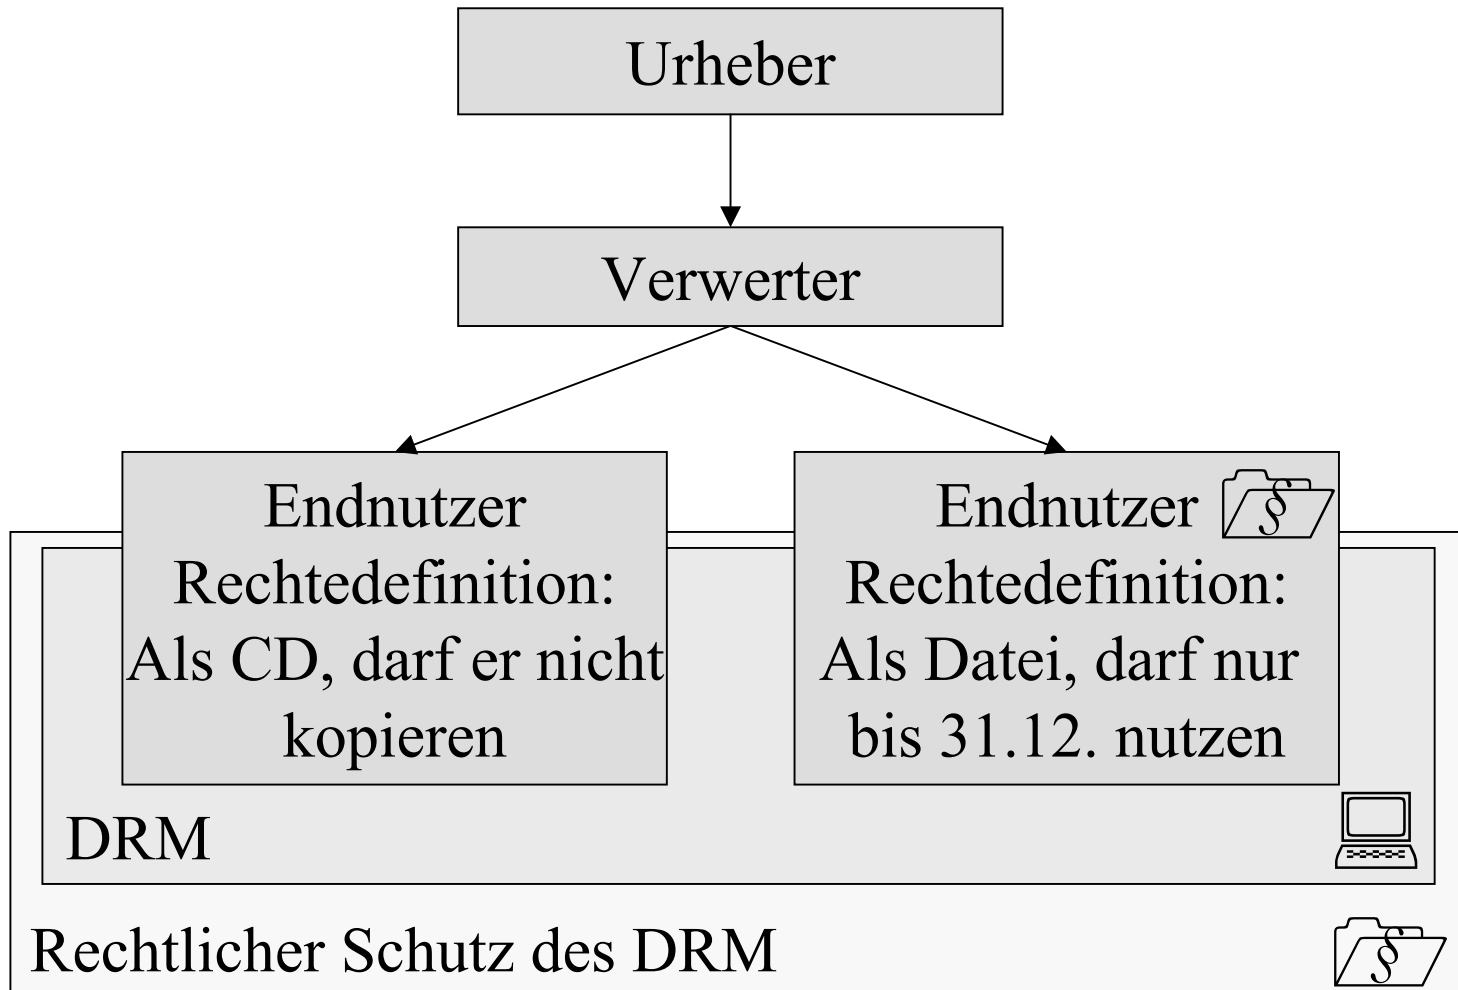 Urheber
Verwerter
Endnutzer
Rechtedefinition:
Als CD, darf er nicht
kopieren
Endnutzer §
Rechtedefinition:
Als Datei, darf nur
bis 31.12. nutzen
DRM
Rechtlicher Schutz des DRM §